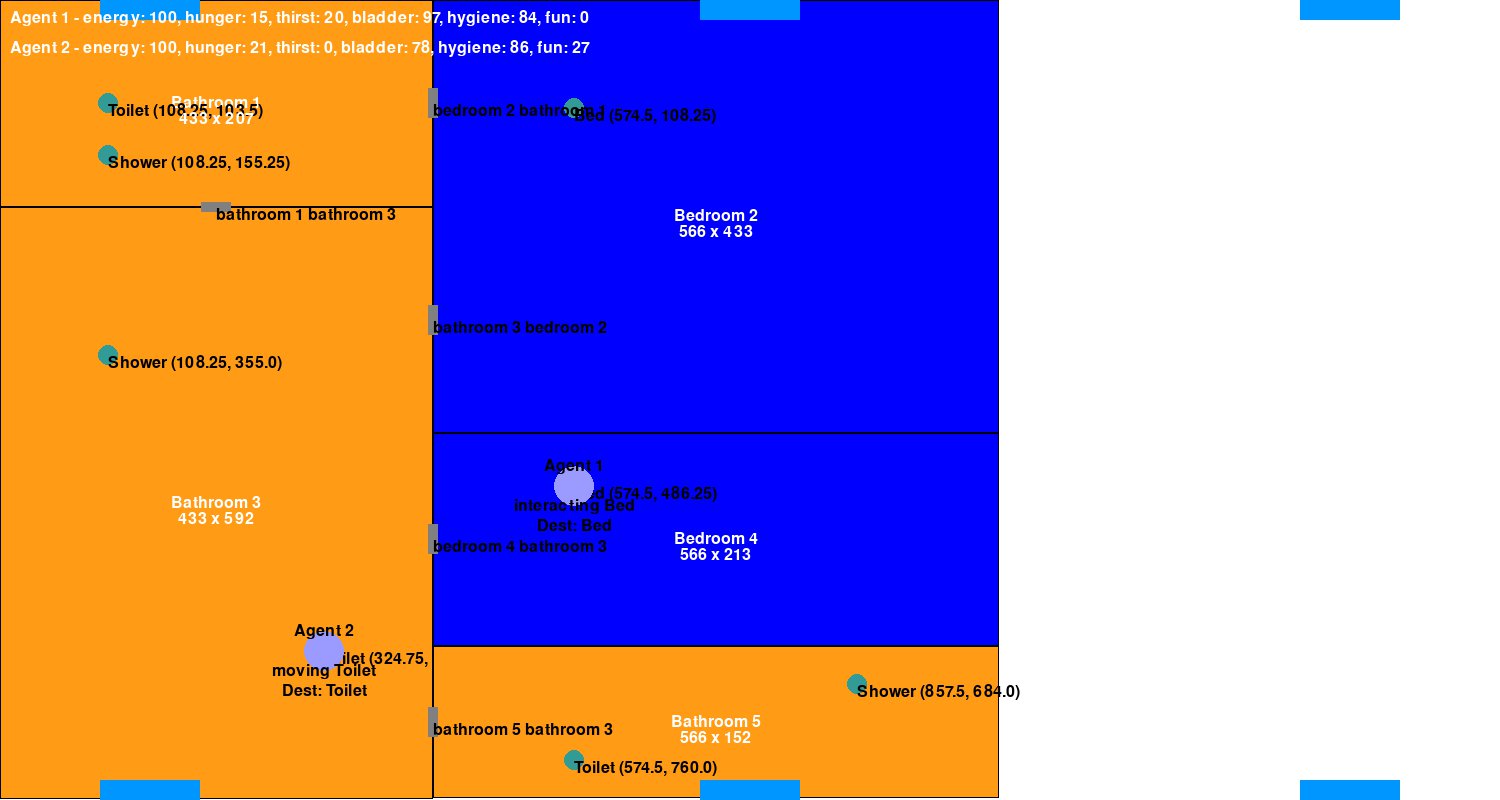 Agent 1 - energy: 100, hunger: 15, thirst: 20, bladder: 97, hygiene: 84, fun: 0
Agent 2 - energy: 100, hunger: 21, thirst: 0, bladder: 78, hygiene: 86, fun: 27
Bathroom 1
433 x 207
Toilet (108.25, 103.5)
bedroom 2 bathroom 1
Bed (574.5, 108.25)
Shower (108.25, 155.25)
bathroom 1 bathroom 3
Bedroom 2
566 x 433
bathroom 3 bedroom 2
Shower (108.25, 355.0)
Agent 1
(574.5, 486.25)
interacting Bed
Dest: Bed
Bathroom 3
433 x 592
bedroom 4 bathroom 3
Bedroom 4
566 x 213
Agent 2
(324.75,
moving Toilet
Dest: Toilet
Shower (857.5, 684.0)
bathroom 5 bathroom 3
Bathroom 5
566 x 152
Toilet (574.5, 760.0)